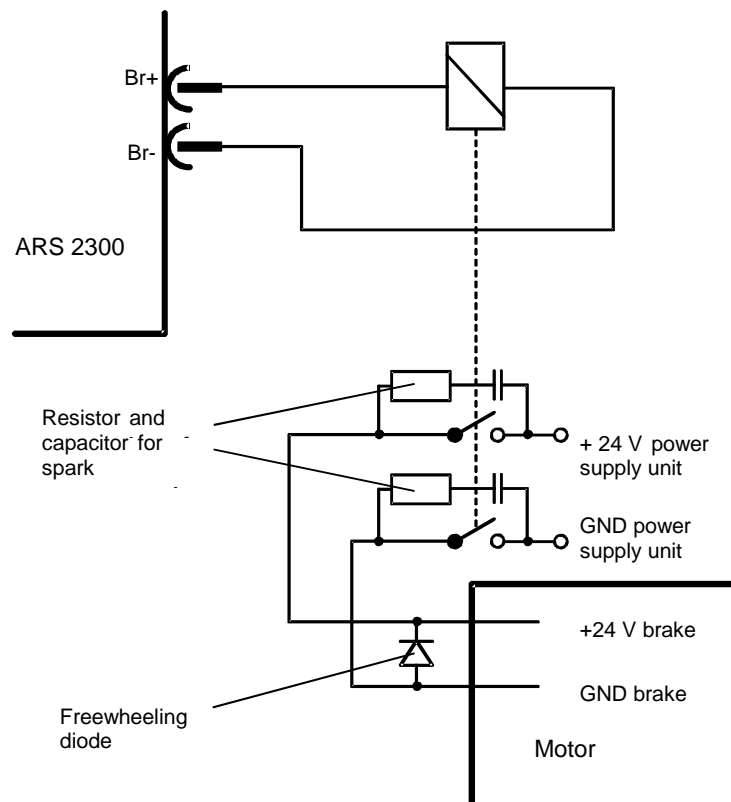 Br+
Br-
ARS 2300
Resistor and
capacitor for
spark
+ 24 V power
supply unit
GND power
supply unit
+24 V brake
GND brake
Freewheeling
diode
Motor